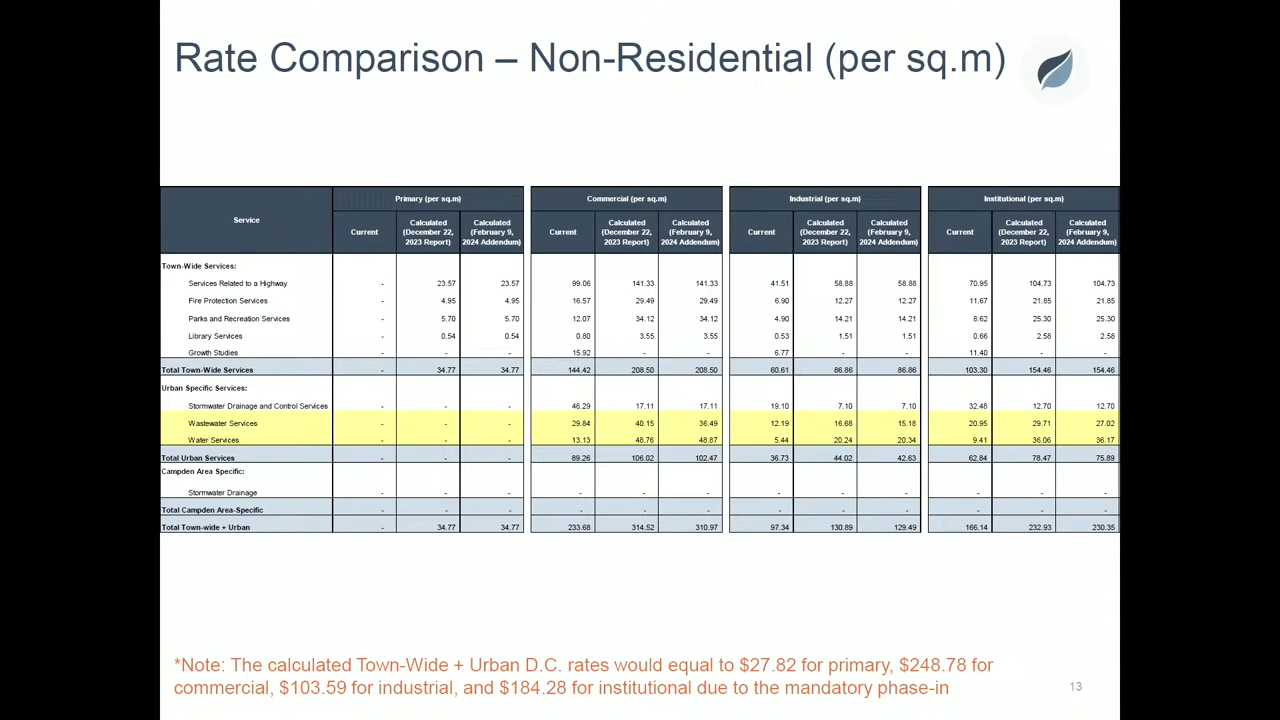 Rate Comparison – Non-Residential (per sq.m)
Service Primary (per sq.m) Commercial (per sq.m) Industrial (per sq.m) Institutional (per sq.m)
Current Calculated (December 22, 2023 Report) Calculated (February 9, 2024 Addendum) Current Calculated (December 22, 2023 Report) Calculated (February 9, 2024 Addendum) Current Calculated (December 22, 2023 Report) Calculated (February 9, 2024 Addendum) Current Calculated (December 22, 2023 Report) Calculated (February 9, 2024 Addendum)
Town-Wide Services:
Services Related to a Highway - 23.57 23.57 99.06 141.33 141.33 41.51 58.88 58.88 70.95 104.73 104.73
Fire Protection Services - 4.95 4.95 16.57 29.49 29.49 6.90 12.27 12.27 11.67 21.85 21.85
Parks and Recreation Services - 5.70 5.70 12.07 34.12 34.12 4.90 14.21 14.21 8.62 25.30 25.30
Library Services - 0.54 0.54 0.80 3.55 3.55 0.53 1.51 1.51 0.66 2.58 2.58
Growth Studies - - - 15.92 - - 6.77 - - 11.40 - -
Total Town-Wide Services - 34.77 34.77 144.42 208.50 208.50 60.61 86.86 86.86 103.30 154.46 154.46
Urban Specific Services:
Stormwater Drainage and Control Services - - - 46.29 17.11 17.11 19.10 7.10 7.10 32.48 12.70 12.70
Wastewater Services - - - 29.84 40.15 36.49 12.19 16.68 15.18 20.95 29.71 27.02
Water Services - - - 13.13 48.76 48.87 5.44 20.24 20.34 9.41 36.06 36.17
Total Urban Services - - - 89.26 106.02 102.47 36.73 44.02 42.63 62.84 78.47 75.89
Campden Area Specific:
Stormwater Drainage - - - - - - - - - - - -
Total Campden Area-Specific - - - - - - - - - - - -
Total Town-wide + Urban - 34.77 34.77 233.68 314.52 310.97 97.34 130.89 129.49 166.14 232.93 230.35
*Note: The calculated Town-Wide + Urban D.C. rates would equal to $27.82 for primary, $248.78 for
commercial, $103.59 for industrial, and $184.28 for institutional due to the mandatory phase-in
13